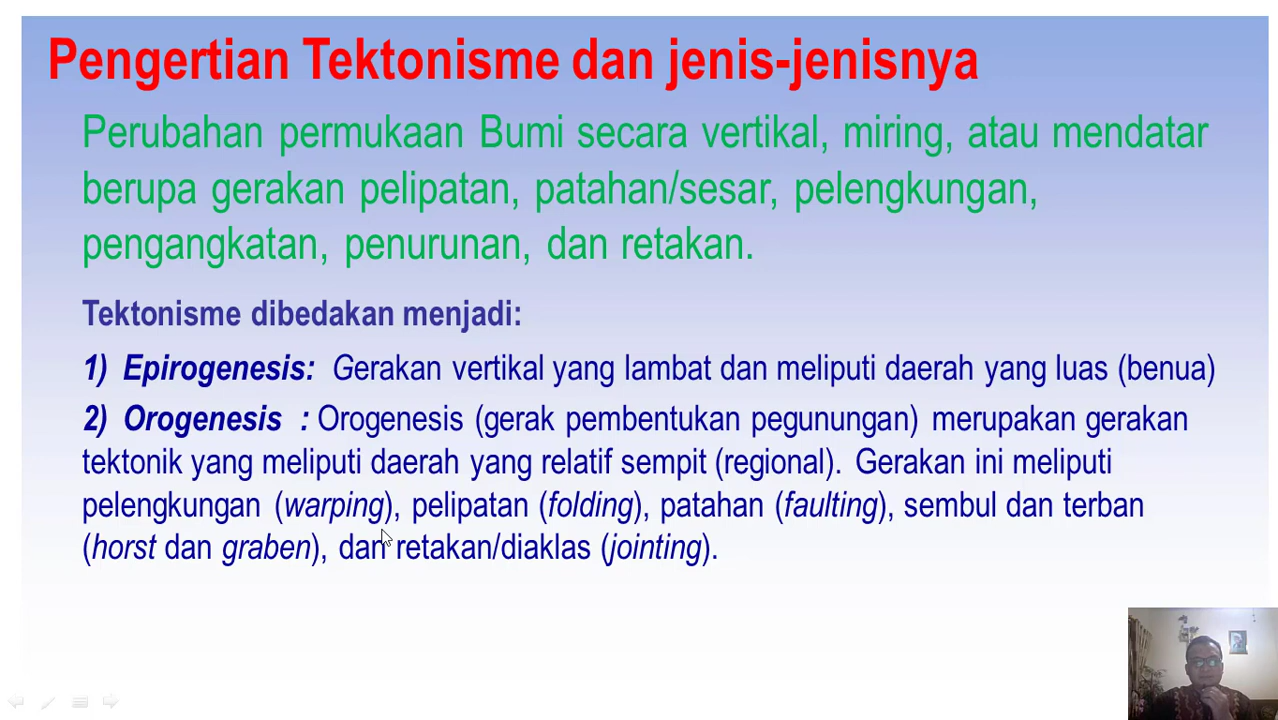 Pengertian Tektonisme dan jenis-jenisnya
Perubahan permukaan Bumi secara vertikal, miring, atau mendatar
berupa gerakan pelipatan, patahan/sesar, pelengkungan,
pengangkatan, penurunan, dan retakan.
Tektonisme dibedakan menjadi:
1) Epirogenesis: Gerakan vertikal yang lambat dan meliputi daerah yang luas (benua)
2) Orogenesis : Orogenesis (gerak pembentukan pegunungan) merupakan gerakan
tektonik yang meliputi daerah yang relatif sempit (regional). Gerakan ini meliputi
pelengkungan (warping), pelipatan (folding), patahan (faulting), sembul dan terban
(horst dan graben), dan retakan/diaklas (jointing).